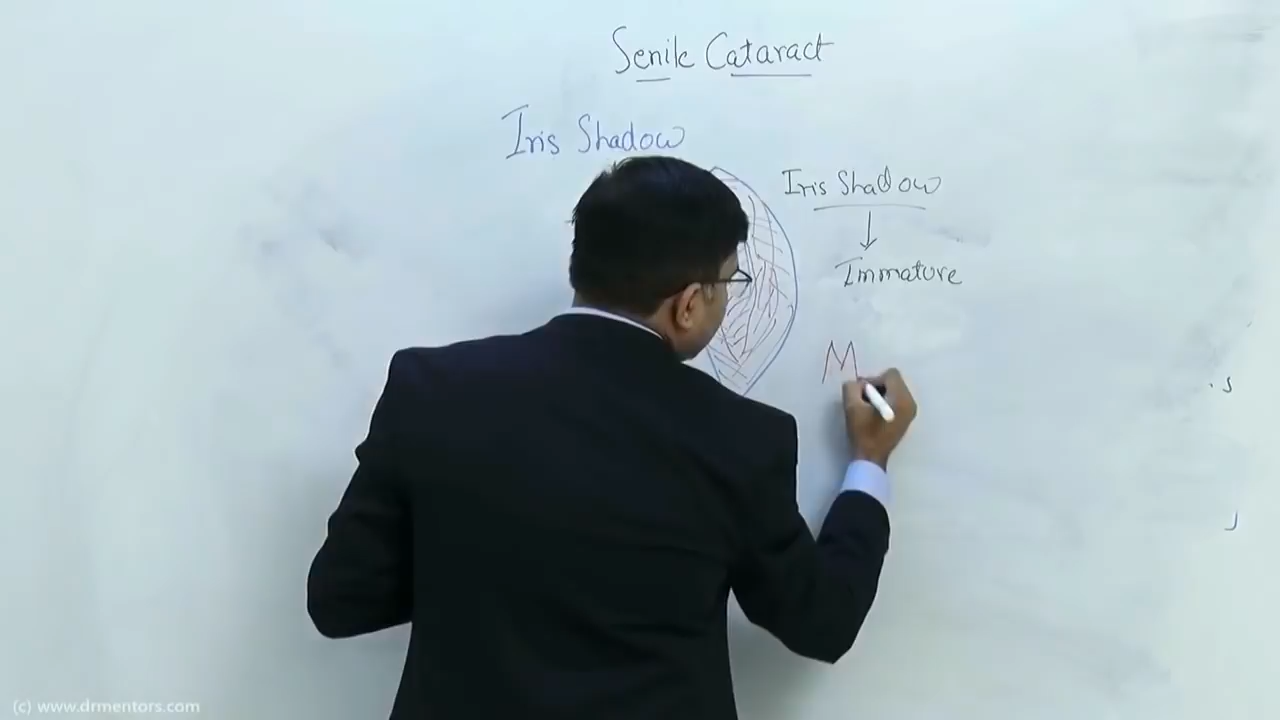 Senile Cataract
Iris Shadow
Iris Shadow
Immature
M
(c) www.drmentors.com